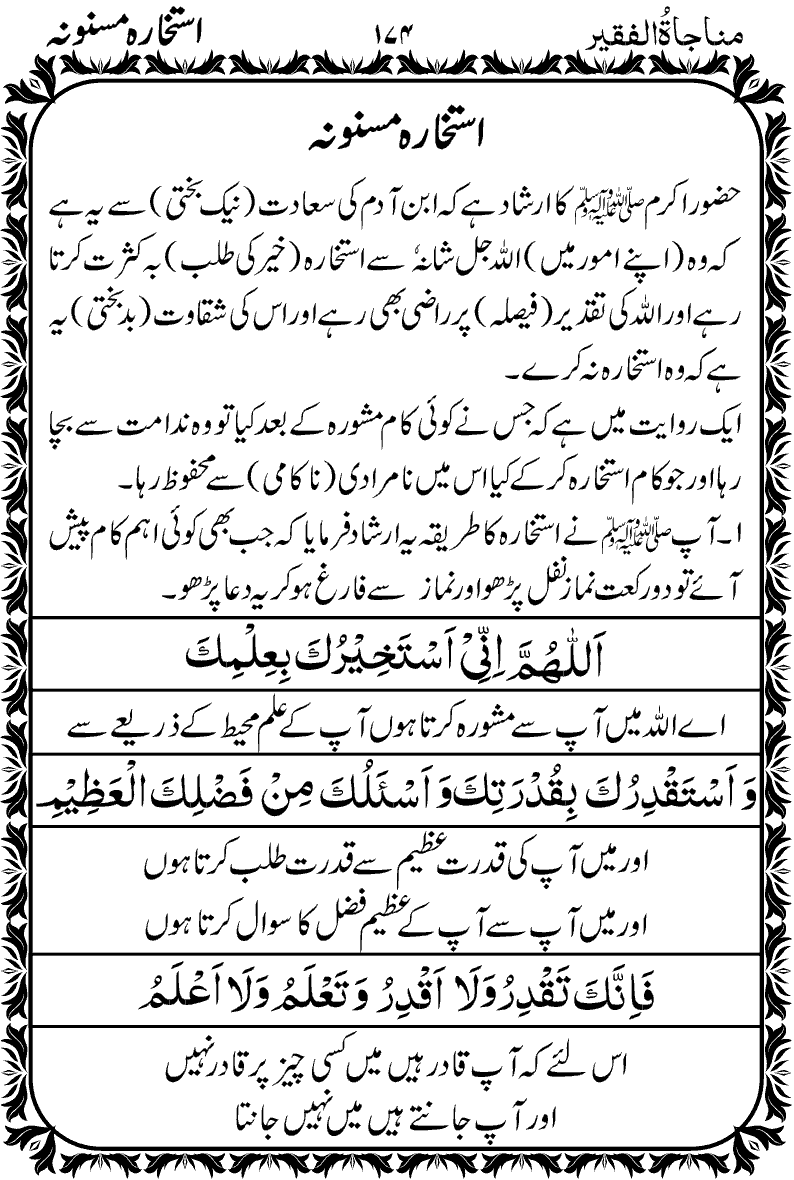 مناجاةُ الفقیر ۱۷۴ استخارہ مسنونہ
استخارہ مسنونہ
حضور اکرم ﷺ کا ارشاد ہے کہ ابن آدم کی سعادت (نیک بختی) سے یہ ہے
کہ وہ (اپنے امور میں) اللہ جل شانہٗ سے استخارہ (خیر کی طلب) بہ کثرت کرتا
رہے اور اللہ کی تقدیر (فیصلہ) پر راضی بھی رہے اور اس کی شقاوت (بدبختی) یہ
ہے کہ وہ استخارہ نہ کرے۔
ایک روایت میں ہے کہ جس نے کوئی کام مشورہ کے بعد کیا تو وہ ندامت سے بچا
رہا اور جو کام استخارہ کر کے کیا اس میں نامرادی (ناکامی) سے محفوظ رہا۔
۱۔ آپ ﷺ نے استخارہ کا طریقہ یہ ارشاد فرمایا کہ جب بھی کوئی اہم کام پیش
آئے تو دو رکعت نماز نفل پڑھو اور نماز سے فارغ ہو کر یہ دعا پڑھو۔
اَللّٰهُمَّ اِنِّیْ اَسْتَخِیْرُكَ بِعِلْمِكَ
اے اللہ میں آپ سے مشورہ کرتا ہوں آپ کے علم محیط کے ذریعے سے
وَ اَسْتَقْدِرُكَ بِقُدْرَتِكَ وَ اَسْئَلُكَ مِنْ فَضْلِكَ الْعَظِیْمِ
اور میں آپ کی قدرت عظیم سے قدرت طلب کرتا ہوں
اور میں آپ سے آپ کے عظیم فضل کا سوال کرتا ہوں
فَاِنَّكَ تَقْدِرُ وَلَا اَقْدِرُ وَ تَعْلَمُ وَلَا اَعْلَمُ
اس لئے کہ آپ قادر ہیں میں کسی چیز پر قادر نہیں
اور آپ جانتے ہیں میں نہیں جانتا